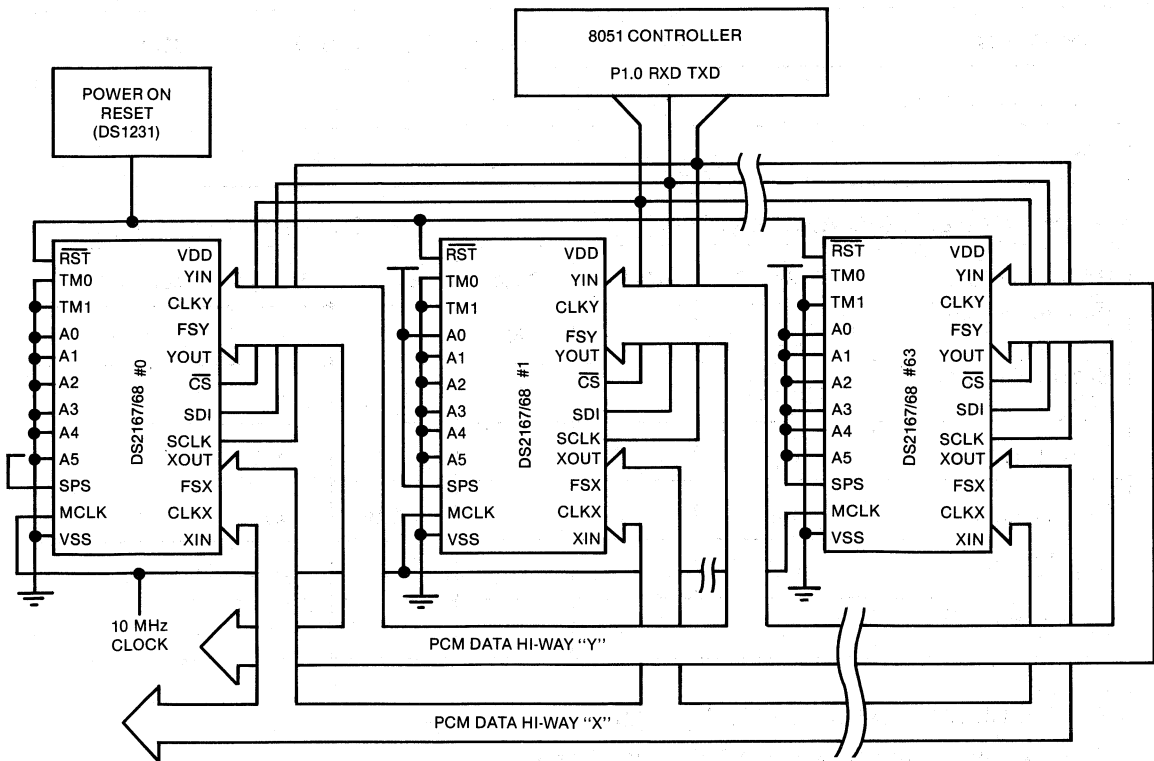 8051 CONTROLLER
P1.0 RXD TXD
POWER ON
RESET
(DS1231)
RST
TM0
TM1
A0
A1
A2
A3
A4
A5
SPS
MCLK
VSS
DS2167/68 #0
VDD
YIN
CLKY
FSY
YOUT
CS
SDI
SCLK
XOUT
FSX
CLKX
XIN
RST
TM0
TM1
A0
A1
A2
A3
A4
A5
SPS
MCLK
VSS
DS2167/68 #1
VDD
YIN
CLKY
FSY
YOUT
CS
SDI
SCLK
XOUT
FSX
CLKX
XIN
RST
TM0
TM1
A0
A1
A2
A3
A4
A5
SPS
MCLK
VSS
DS2167/68 #63
VDD
YIN
CLKY
FSY
YOUT
CS
SDI
SCLK
XOUT
FSX
CLKX
XIN
10 MHz
CLOCK
PCM DATA HI-WAY “Y”
PCM DATA HI-WAY “X”